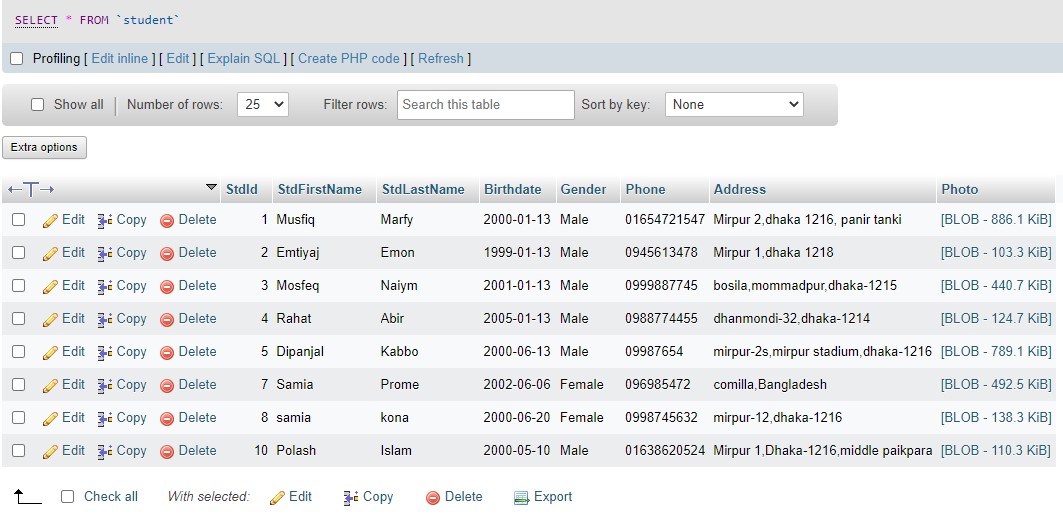 SELECT * FROM `student`
Profiling [ Edit inline ] [ Edit ] [ Explain SQL ] [ Create PHP code ] [ Refresh ]
Show all Number of rows: 25 Filter rows: Search this table Sort by key: None
Extra options
StdId StdFirstName StdLastName Birthdate Gender Phone Address Photo
Edit Copy Delete 1 Musfiq Marfy 2000-01-13 Male 01654721547 Mirpur 2,dhaka 1216, panir tanki [BLOB - 886.1 KiB]
Edit Copy Delete 2 Emtiyaj Emon 1999-01-13 Male 0945613478 Mirpur 1,dhaka 1218 [BLOB - 103.3 KiB]
Edit Copy Delete 3 Mosfeq Naiym 2001-01-13 Male 0999887745 bosila,mommadpur,dhaka-1215 [BLOB - 440.7 KiB]
Edit Copy Delete 4 Rahat Abir 2005-01-13 Male 0988774455 dhanmondi-32,dhaka-1214 [BLOB - 124.7 KiB]
Edit Copy Delete 5 Dipanjal Kabbo 2000-06-13 Male 09987654 mirpur-2s,mirpur stadium,dhaka-1216 [BLOB - 789.1 KiB]
Edit Copy Delete 7 Samia Prome 2002-06-06 Female 096985472 comilla,Bangladesh [BLOB - 492.5 KiB]
Edit Copy Delete 8 samia kona 2000-06-20 Female 0998745632 mirpur-12,dhaka-1216 [BLOB - 138.3 KiB]
Edit Copy Delete 10 Polash Islam 2000-05-10 Male 01638620524 Mirpur 1,Dhaka-1216,middle paikpara [BLOB - 110.3 KiB]
Check all With selected: Edit Copy Delete Export